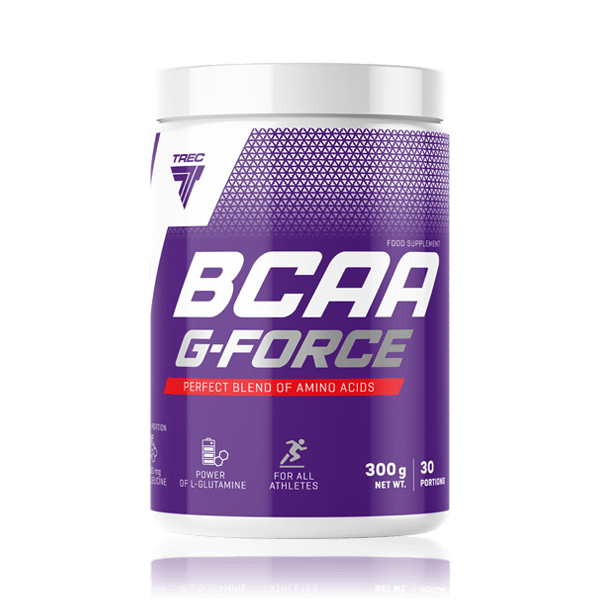 TREC
FOOD SUPPLEMENT
BCAA
G-FORCE
PERFECT BLEND OF AMINO ACIDS
POWER
OF L-GLUTAMINE
FOR ALL
ATHLETES
300 g
NET WT.
30
PORTIONS